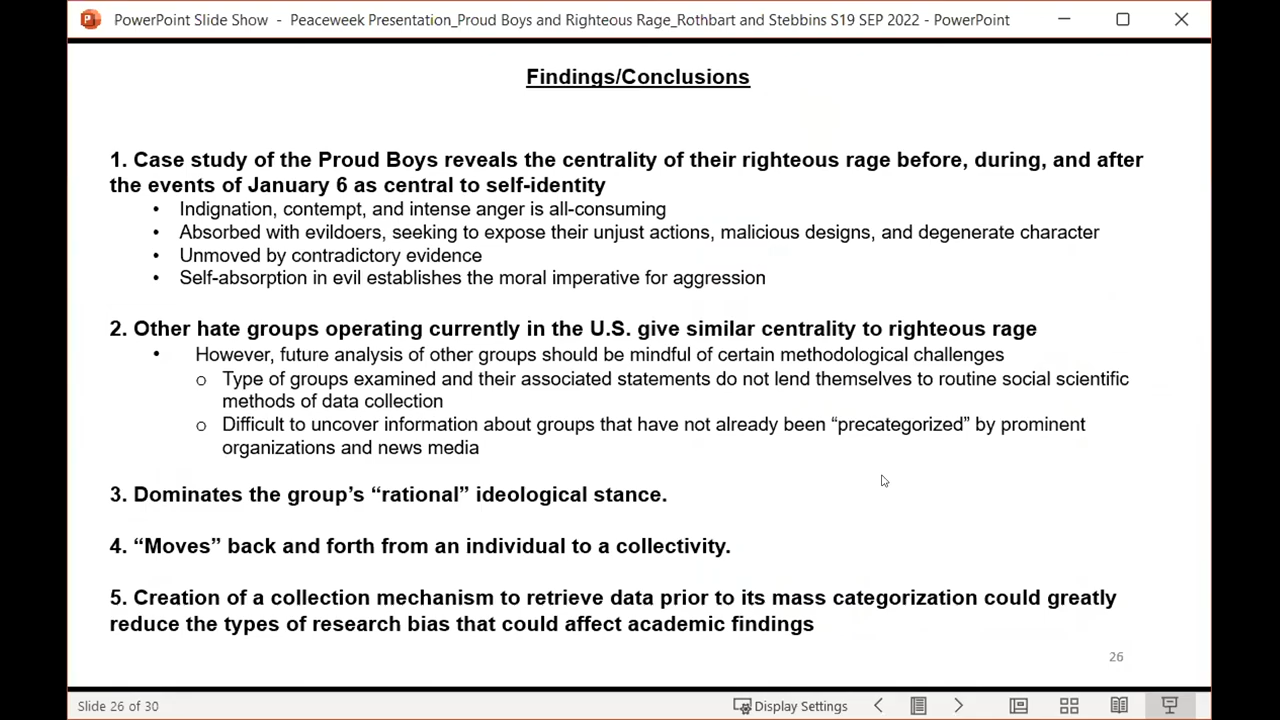 PowerPoint Slide Show - Peaceweek Presentation_Proud Boys and Righteous Rage_Rothbart and Stebbins S19 SEP 2022 - PowerPoint
Findings/Conclusions
1. Case study of the Proud Boys reveals the centrality of their righteous rage before, during, and after
the events of January 6 as central to self-identity
• Indignation, contempt, and intense anger is all-consuming
• Absorbed with evildoers, seeking to expose their unjust actions, malicious designs, and degenerate character
• Unmoved by contradictory evidence
• Self-absorption in evil establishes the moral imperative for aggression
2. Other hate groups operating currently in the U.S. give similar centrality to righteous rage
• However, future analysis of other groups should be mindful of certain methodological challenges
o Type of groups examined and their associated statements do not lend themselves to routine social scientific
methods of data collection
o Difficult to uncover information about groups that have not already been “precategorized” by prominent
organizations and news media
3. Dominates the group’s “rational” ideological stance.
4. “Moves” back and forth from an individual to a collectivity.
5. Creation of a collection mechanism to retrieve data prior to its mass categorization could greatly
reduce the types of research bias that could affect academic findings
26
Slide 26 of 30
Display Settings